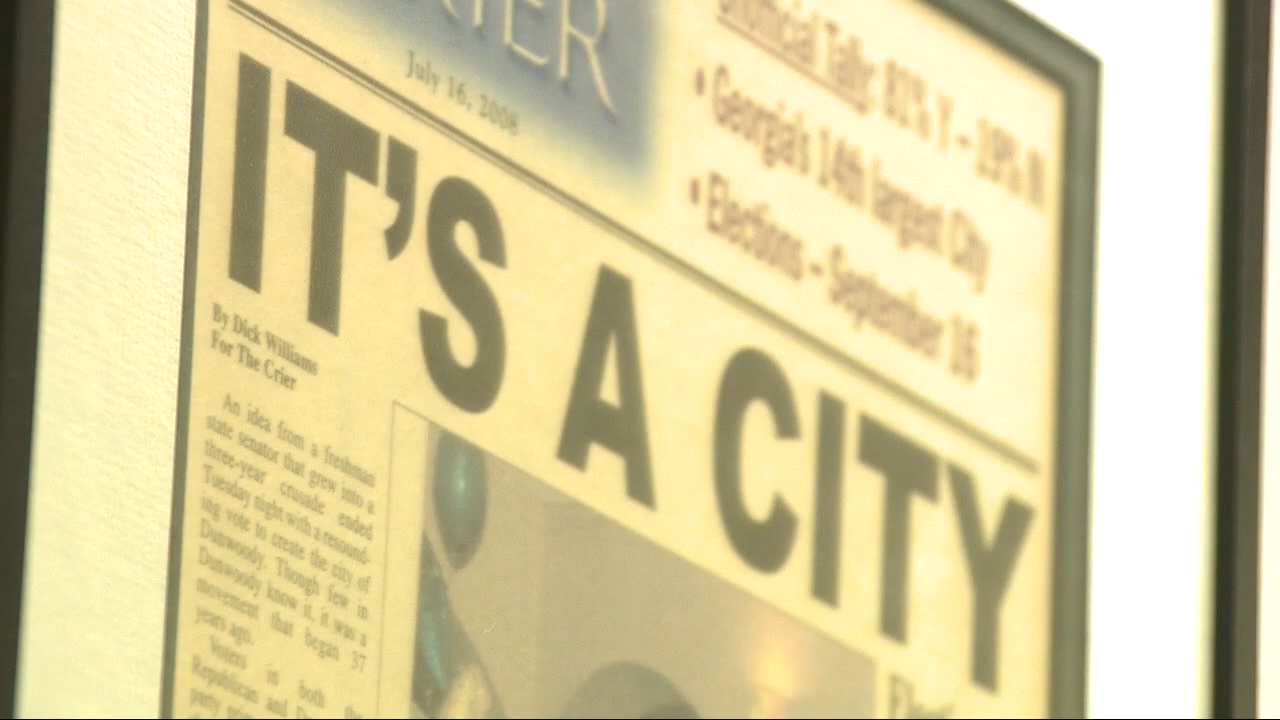 RIER
July 16, 2008
Unofficial Tally: 81% Y - 19% N
• Georgia's 14th largest City
• Elections - September 16
IT'S A CITY
By Dick Williams
For The Crier
An idea from a freshman
state senator that grew into a
three-year crusade ended
Tuesday night with a resound-
ing vote to create the city of
Dunwoody. Though few in
Dunwoody know it, it was a
movement that began 37
years ago.
Voters in both the
Republican and
party